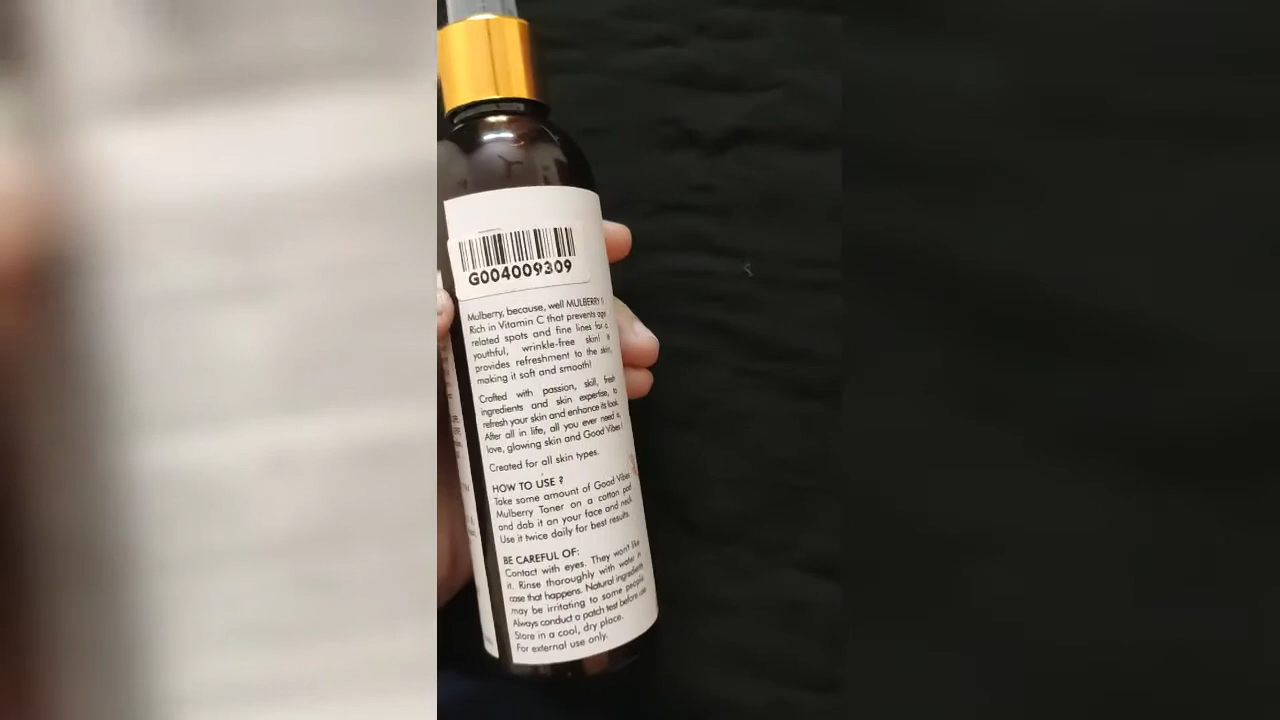 G004009309
Mulberry, because, well MULBERRY
Rich in Vitamin C that prevents age
related spots and fine lines for a
youthful, wrinkle-free skin! It
provides refreshment to the skin,
making it soft and smooth!
Crafted with passion, skill, fresh
ingredients and skin expertise, to
refresh your skin and enhance its look.
After all in life, all you ever need is,
love, glowing skin and Good Vibes!
Created for all skin types.
HOW TO USE ?
Take some amount of Good Vibes
Mulberry Toner on a cotton pad
and dab it on your face and neck.
Use it twice daily for best results.
BE CAREFUL OF:
Contact with eyes. They won't like
it. Rinse thoroughly with water in
case that happens. Natural ingredients
may be irritating to some people.
Always conduct a patch test before use.
Store in a cool, dry place.
For external use only.